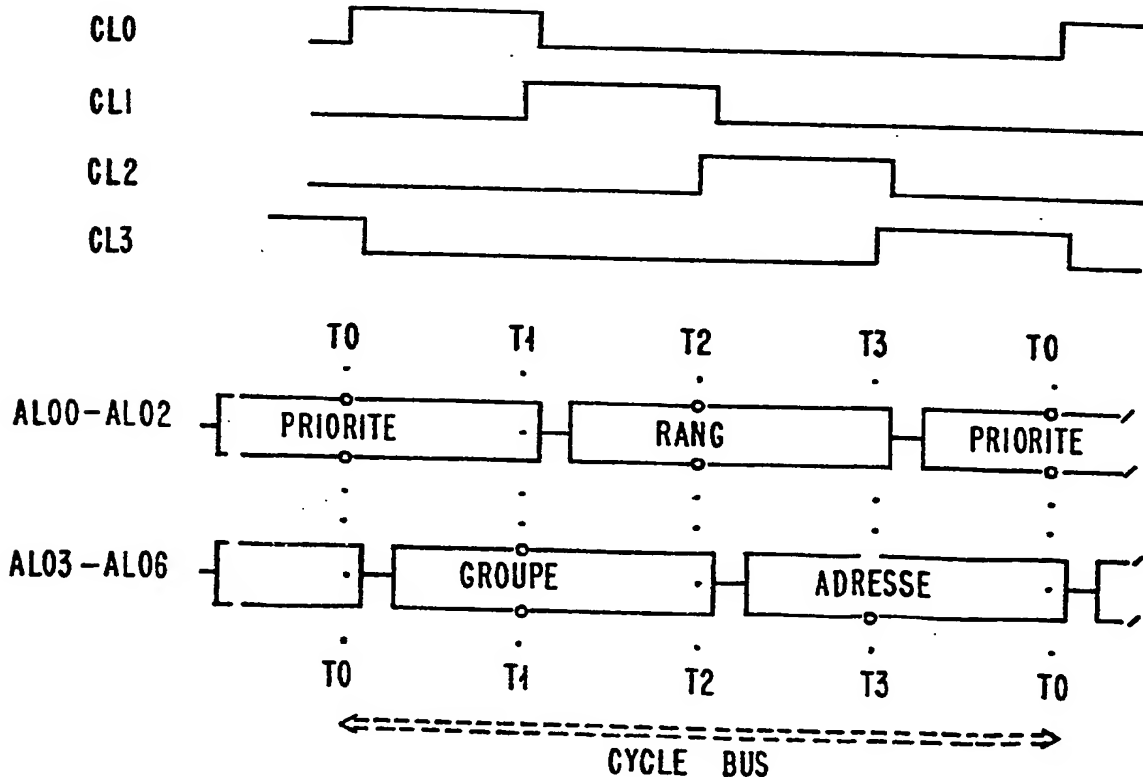 CL0
CL1
CL2
CL3
T0 T1 T2 T3 T0
AL00-AL02 PRIORITE RANG PRIORITE
AL03-AL06 GROUPE ADRESSE
T0 T1 T2 T3 T0
CYCLE BUS